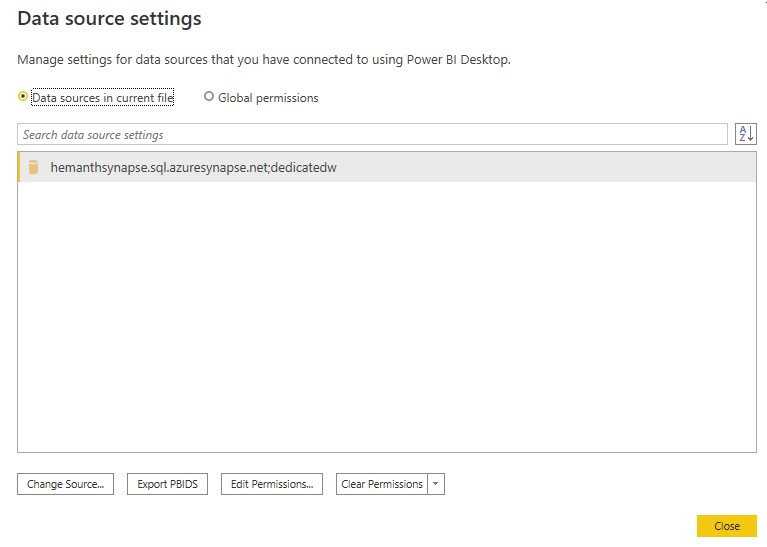 Data source settings
Manage settings for data sources that you have connected to using Power BI Desktop.
Data sources in current file Global permissions
Search data source settings
A
Z
hemanthsynapse.sql.azuresynapse.net;dedicatedw
Change Source... Export PBIDS Edit Permissions... Clear Permissions
Close